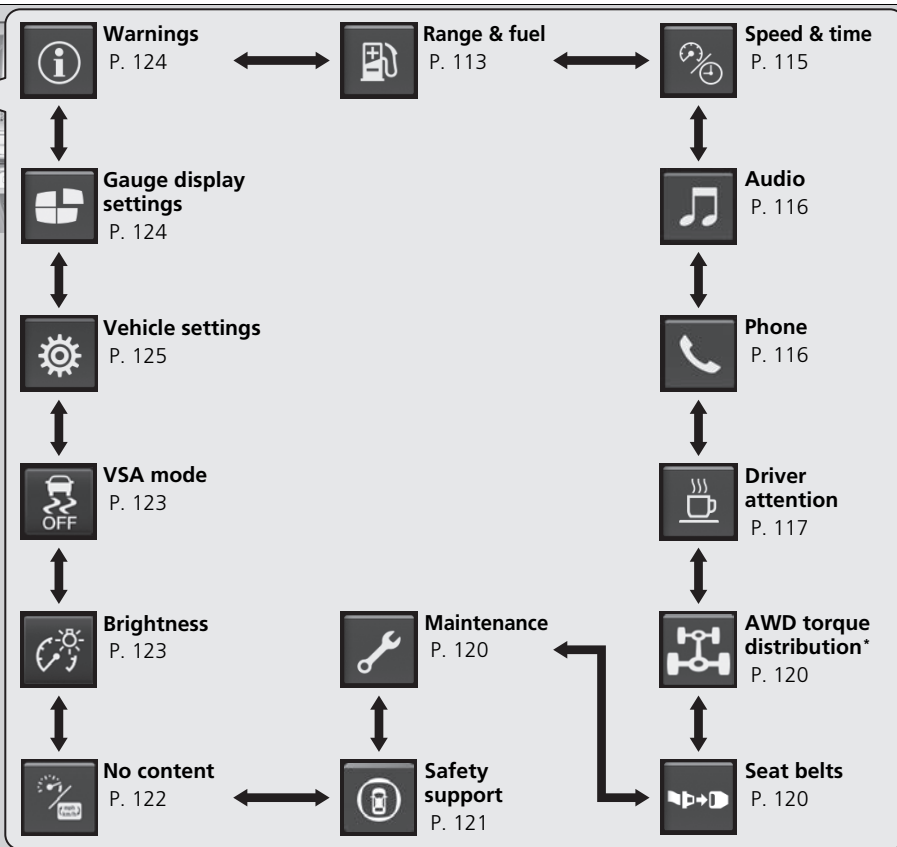 Warnings
P. 124
Range & fuel
P. 113
Speed & time
P. 115
Gauge display
settings
P. 124
Audio
P. 116
Vehicle settings
P. 125
Phone
P. 116
VSA mode
P. 123
OFF
Driver
attention
P. 117
Brightness
P. 123
Maintenance
P. 120
AWD torque
distribution*
P. 120
No content
P. 122
Safety
support
P. 121
Seat belts
P. 120